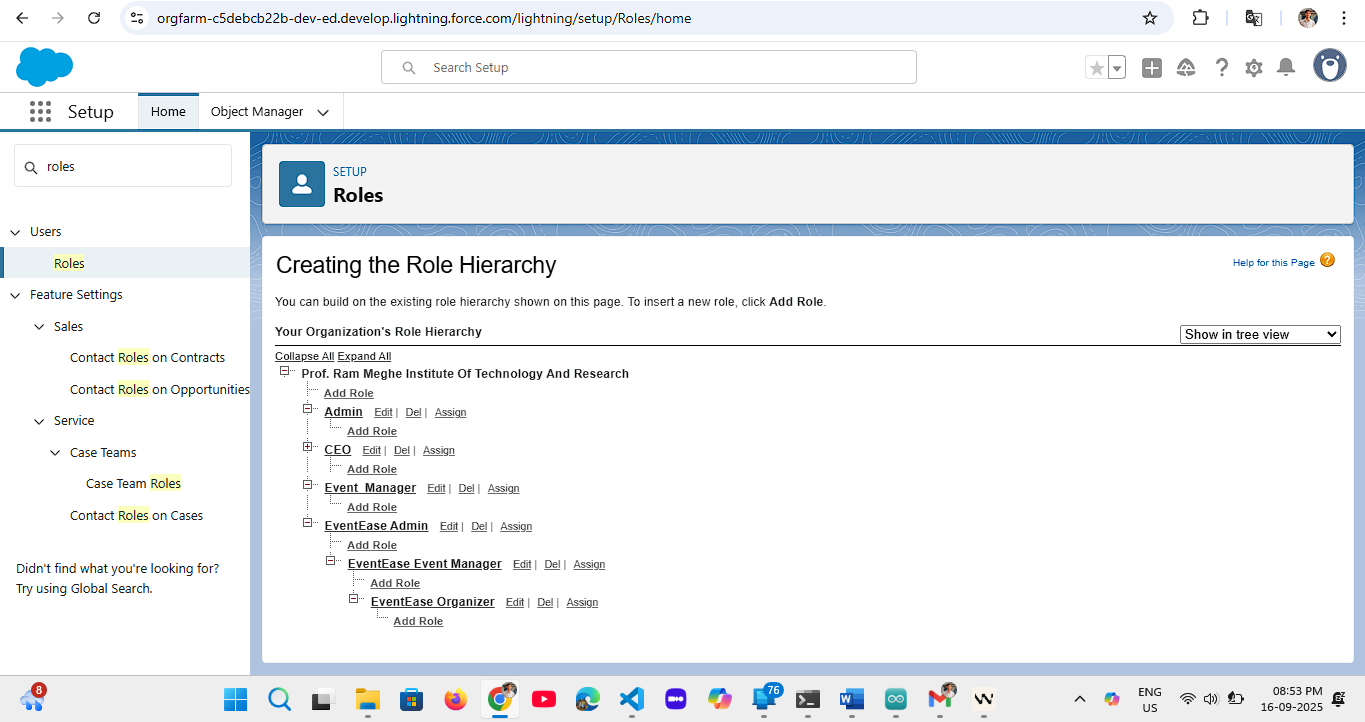 orgfarm-c5debcb22b-dev-ed.develop.lightning.force.com/lightning/setup/Roles/home
Search Setup
Setup
Home
Object Manager
roles
Users
Roles
Feature Settings
Sales
Contact Roles on Contracts
Contact Roles on Opportunities
Service
Case Teams
Case Team Roles
Contact Roles on Cases
Didn't find what you're looking for?
Try using Global Search.
SETUP
Roles
Creating the Role Hierarchy
Help for this Page ?
You can build on the existing role hierarchy shown on this page. To insert a new role, click Add Role.
Your Organization's Role Hierarchy
Show in tree view
Collapse All Expand All
Prof. Ram Meghe Institute Of Technology And Research
Add Role
Admin Edit | Del | Assign
Add Role
CEO Edit | Del | Assign
Add Role
Event_Manager Edit | Del | Assign
Add Role
EventEase Admin Edit | Del | Assign
Add Role
EventEase Event Manager Edit | Del | Assign
Add Role
EventEase Organizer Edit | Del | Assign
Add Role
8
76
ENG
US
08:53 PM
16-09-2025